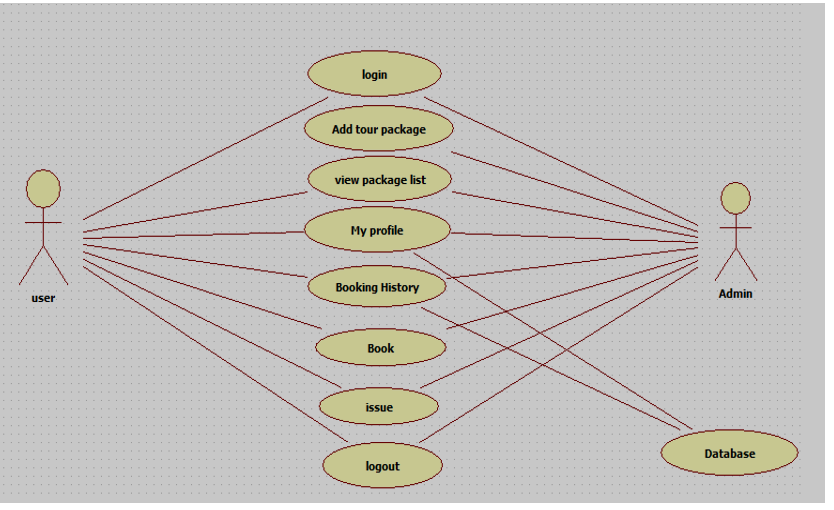 login
Add tour package
view package list
My profile
Booking History
Book
issue
logout
user
Admin
Database